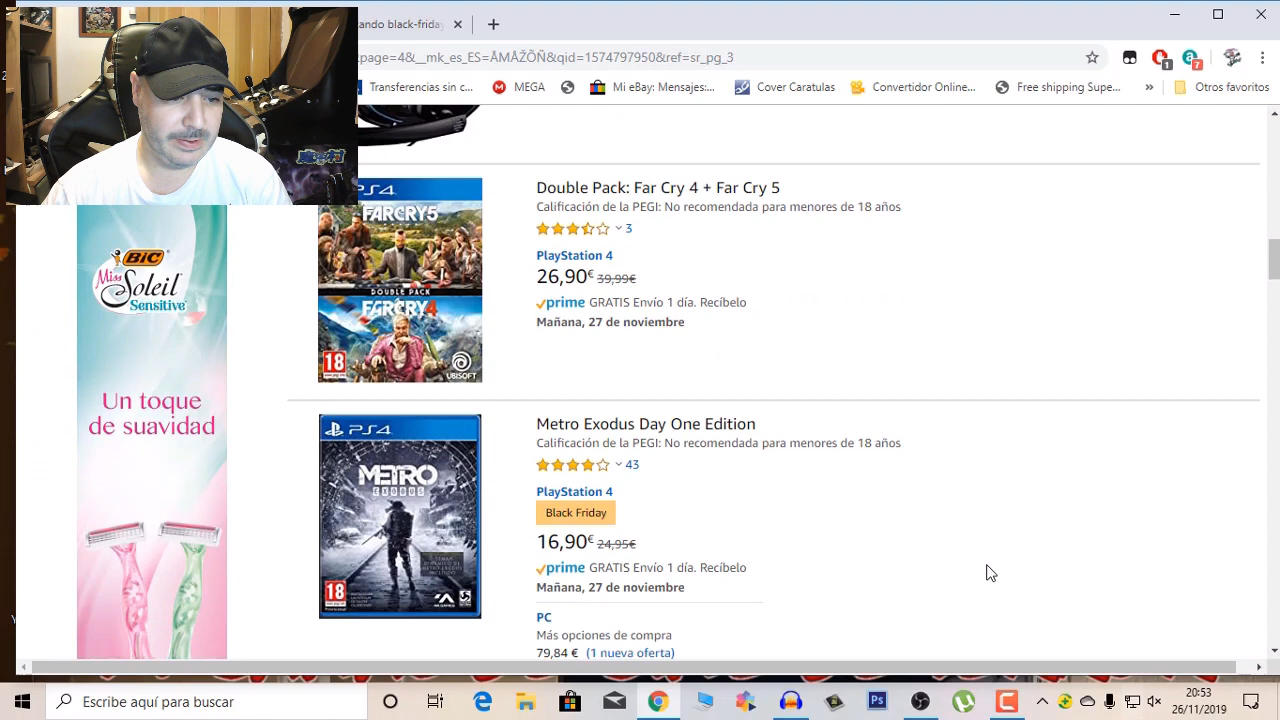 ando black-friday
page=4&__mk_es_ES=ÅMÅŽÕÑ&qid=1574797950&ref=sr_pg_3
1
7
Transferencias sin c...
MEGA
Mi eBay: Mensajes:...
Cover Caratulas
Convertidor Online...
Free shipping Supe...
»
Otros favoritos
PS4
FARCRY5
DOUBLE PACK
FARCRY4
18
UBISOFT
Double Pack: Far Cry 4 + Far Cry 5
Calificación de la PEGI: No recomendada para menores de 18 años
3
PlayStation 4
26,90€ 39,99€
prime GRATIS Envío 1 día. Recíbelo
Mañana, 27 de noviembre
BiC
Miss
Soleil
Sensitive
Un toque
de suavidad
PS4
METRO
EXODUS
18
Metro Exodus Day One Edition
Calificación de la PEGI: No recomendada para menores de 18 años
43
PlayStation 4
Black Friday
16,90€ 24,95€
prime GRATIS Envío 1 día. Recíbelo
Mañana, 27 de noviembre
PC
Más opciones de compra
79,84 € (1 nueva oferta)
Escribe aquí para buscar
Ps
20:53
26/11/2019